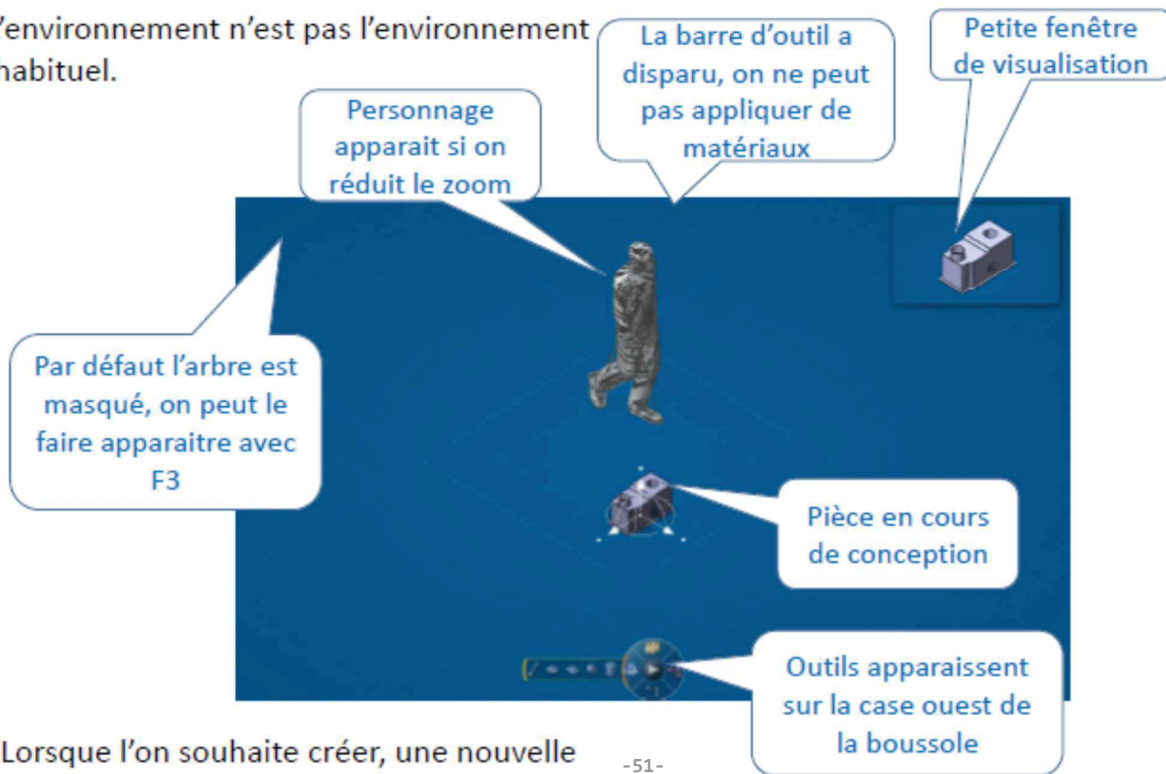 'environnement n'est pas l'environnement
habituel.
La barre d'outil a
disparu, on ne peut
pas appliquer de
matériaux
Petite fenêtre
de visualisation
Personnage
apparait si on
réduit le zoom
Par défaut l'arbre est
masqué, on peut le
faire apparaitre avec
F3
Pièce en cours
de conception
Outils apparaissent
sur la case ouest de
la boussole
Lorsque l'on souhaite créer, une nouvelle
-51-